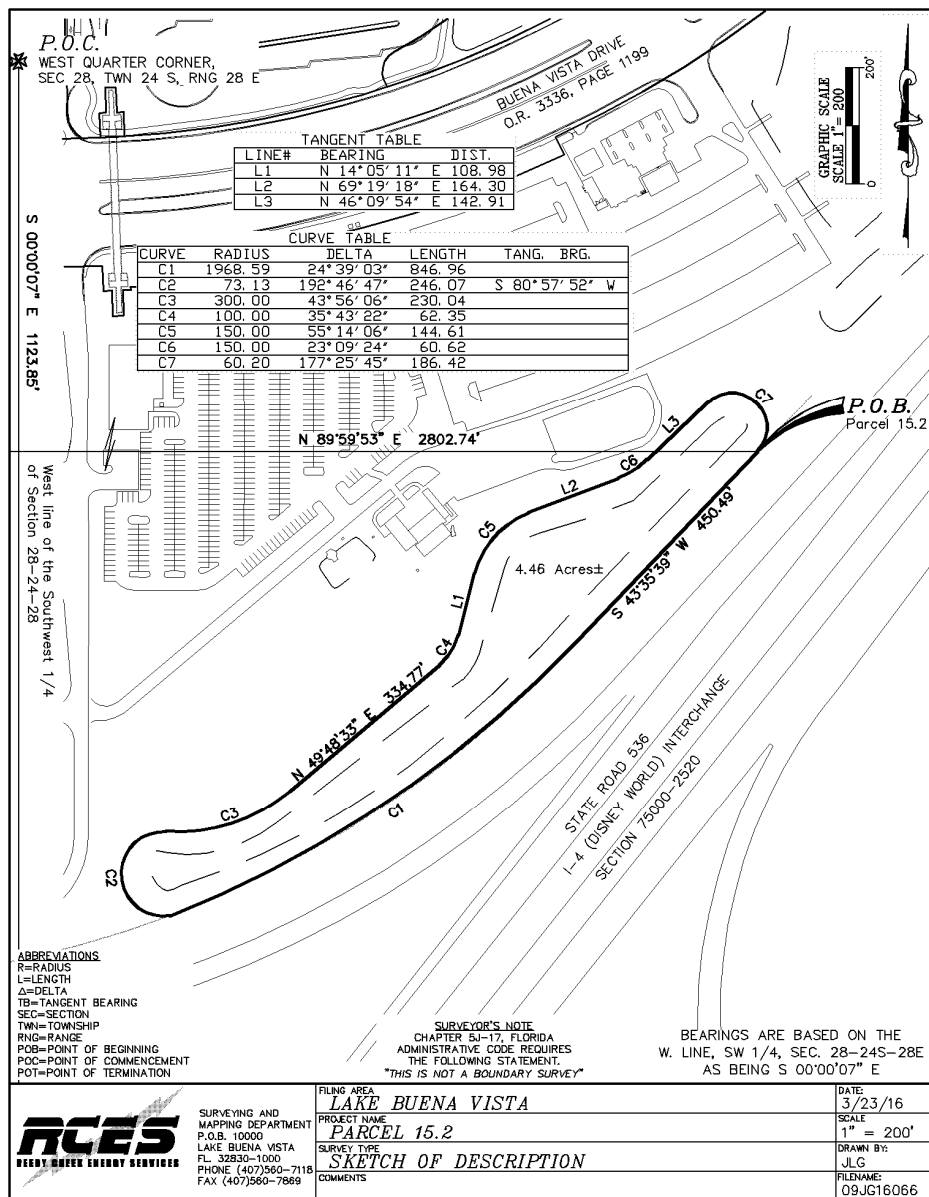 P.O.C.
WEST QUARTER CORNER,
SEC 28, TWN 24 S, RNG 28 E
BUENA VISTA DRIVE
O.R. 3336, PAGE 1199
GRAPHIC SCALE
SCALE 1" = 200
0
200'
TANGENT TABLE
LINE# BEARING DIST.
L1 N 14°05'11" E 108.98
L2 N 69°19'18" E 164.30
L3 N 46°09'54" E 142.91
CURVE TABLE
CURVE RADIUS DELTA LENGTH TANG. BRG.
C1 1968.59 24°39'03" 846.96
C2 73.13 192°46'47" 246.07 S 80°57'52" W
C3 300.00 43°56'06" 230.04
C4 100.00 35°43'22" 62.35
C5 150.00 55°14'06" 144.61
C6 150.00 23°09'24" 60.62
C7 60.20 177°25'45" 186.42
S 00°00'07" E 1123.85'
N 89°59'53" E 2802.74'
P.O.B.
Parcel 15.2
West line of the Southwest 1/4
of Section 28-24-28
C7
L3
C6
L2
C5
L1
C4
4.46 Acres±
S 43°35'39" W 450.49'
N 49°48'33" E 334.77'
C3
C1
C2
STATE ROAD 536
I-4 (DISNEY WORLD) INTERCHANGE
SECTION 75000-2520
ABBREVIATIONS
R=RADIUS
L=LENGTH
△=DELTA
TB=TANGENT BEARING
SEC=SECTION
TWN=TOWNSHIP
RNG=RANGE
POB=POINT OF BEGINNING
POC=POINT OF COMMENCEMENT
POT=POINT OF TERMINATION
SURVEYOR'S NOTE
CHAPTER 5J-17, FLORIDA
ADMINISTRATIVE CODE REQUIRES
THE FOLLOWING STATEMENT.
"THIS IS NOT A BOUNDARY SURVEY"
BEARINGS ARE BASED ON THE
W. LINE, SW 1/4, SEC. 28-24S-28E
AS BEING S 00°00'07" E
RCES
REEDY CREEK ENERGY SERVICES
SURVEYING AND
MAPPING DEPARTMENT
P.O.B. 10000
LAKE BUENA VISTA
FL. 32830-1000
PHONE (407)560-7118
FAX (407)560-7869
FILING AREA
LAKE BUENA VISTA
PROJECT NAME
PARCEL 15.2
SURVEY TYPE
SKETCH OF DESCRIPTION
COMMENTS
DATE:
3/23/16
SCALE
1" = 200'
DRAWN BY:
JLG
FILENAME:
09JG16066